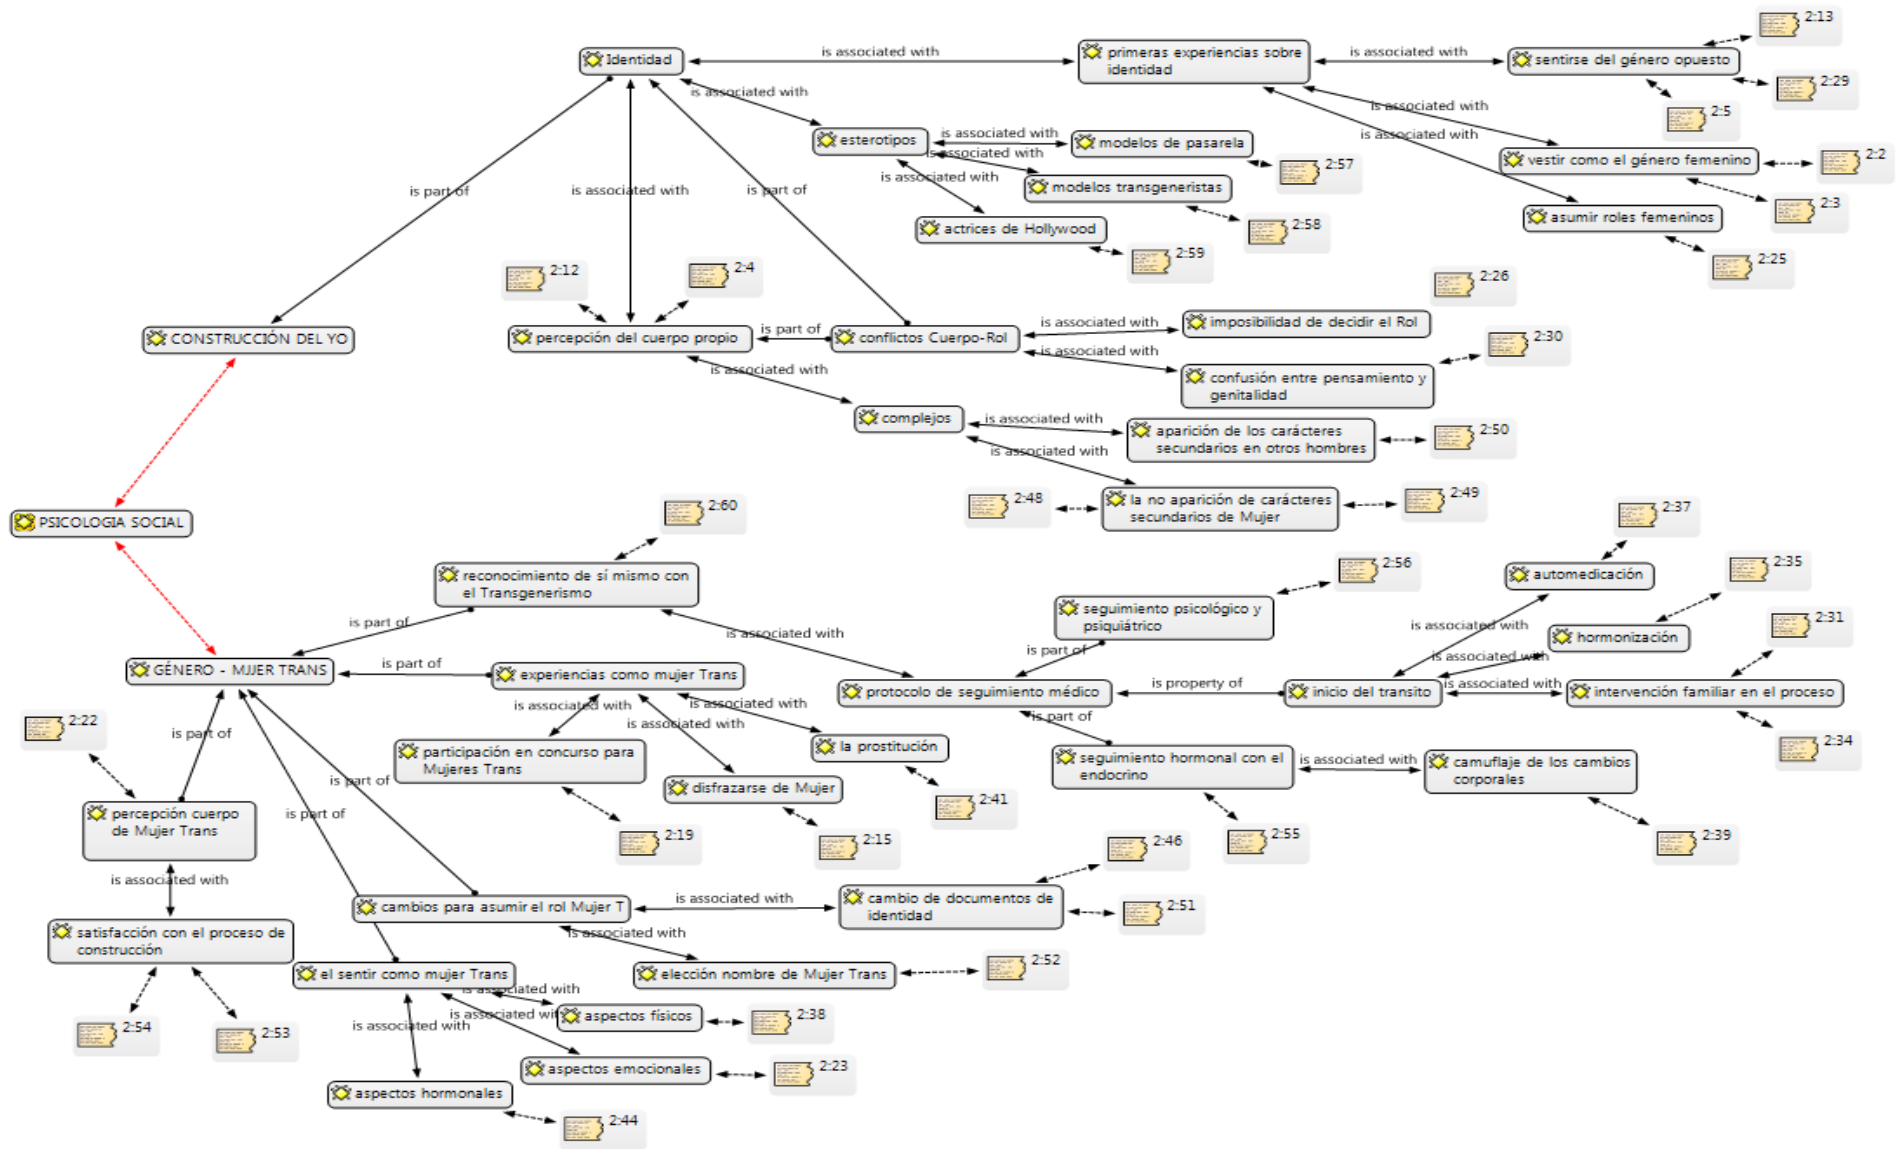 2:13
is associated with
is associated with
Identidad
primeras experiencias sobre
identidad
sentirse del género opuesto
2:29
is associated with
is associated with
2:5
is associated with
esterotipos
is associated with
modelos de pasarela
is associated with
2:57
vestir como el género femenino
2:2
is part of
is associated with
is part of
is associated with
modelos transgeneristas
2:3
actrices de Hollywood
2:58
asumir roles femeninos
2:59
2:25
2:12
2:4
2:26
CONSTRUCCIÓN DEL YO
percepción del cuerpo propio
is part of
conflictos Cuerpo-Rol
is associated with
imposibilidad de decidir el Rol
is associated with
2:30
is associated with
confusión entre pensamiento y
genitalidad
complejos
is associated with
aparición de los carácteres
secundarios en otros hombres
2:50
is associated with
PSICOLOGIA SOCIAL
2:48
la no aparición de carácteres
secundarios de Mujer
2:49
2:60
2:37
reconocimiento de sí mismo con
el Transgenerismo
2:56
automedicación
2:35
is part of
is associated with
seguimiento psicológico y
psiquiátrico
is associated with
hormonización
2:31
is part of
is associated with
GÉNERO - MUJER TRANS
is part of
experiencias como mujer Trans
protocolo de seguimiento médico
is property of
inicio del transito
is associated with
intervención familiar en el proceso
2:22
is part of
is associated with
is associated with
is associated with
is part of
2:34
participación en concurso para
Mujeres Trans
la prostitución
seguimiento hormonal con el
endocrino
is associated with
camuflaje de los cambios
corporales
is part of
disfrazarse de Mujer
percepción cuerpo
de Mujer Trans
is part of
2:41
2:19
2:15
2:55
2:39
2:46
is associated with
cambios para asumir el rol Mujer T
is associated with
cambio de documentos de
identidad
2:51
satisfacción con el proceso de
construcción
is associated with
el sentir como mujer Trans
elección nombre de Mujer Trans
2:52
is associated with
2:54
2:53
is associated with
is associated wit
aspectos físicos
2:38
aspectos emocionales
2:23
aspectos hormonales
2:44